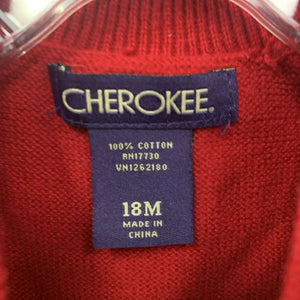 CHEROKEE.
100% COTTON
RN17730
VN1262180
18M
MADE IN
CHINA